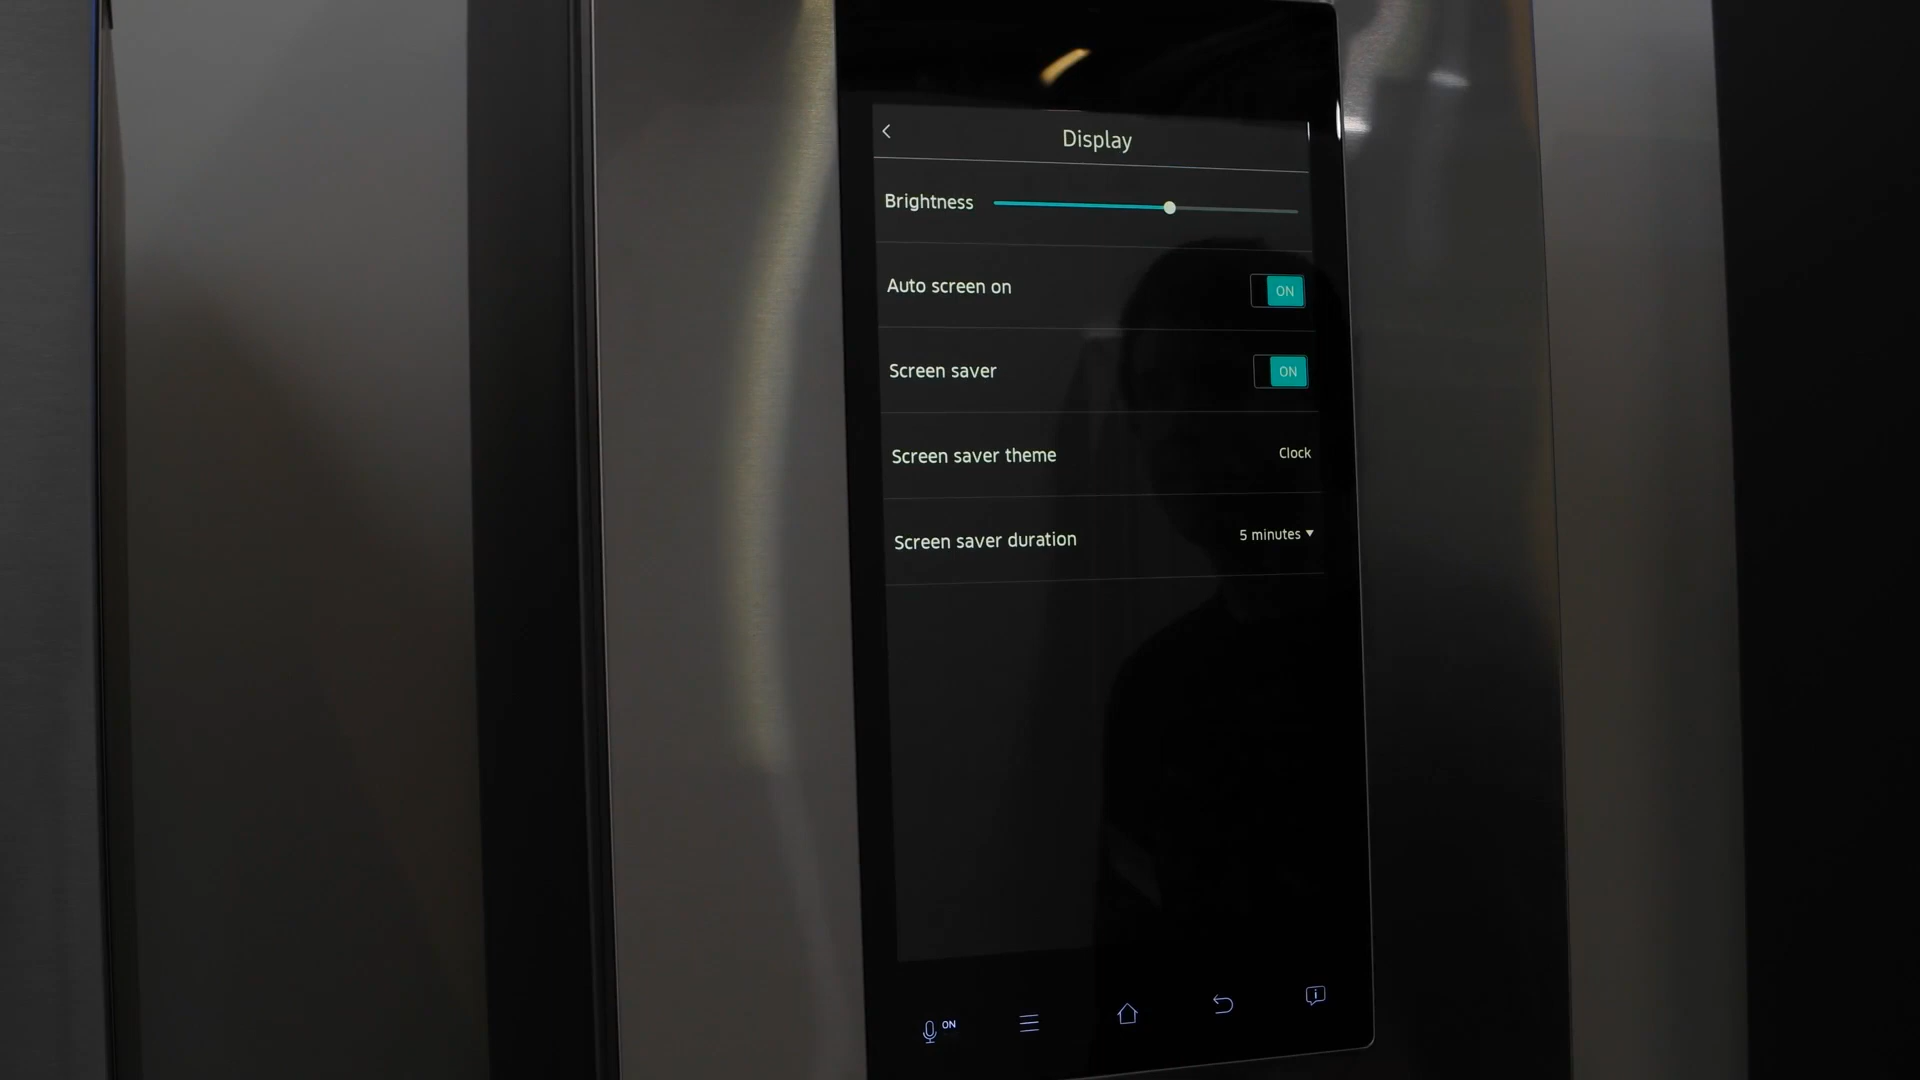 Display
Brightness
Auto screen on ON
Screen saver ON
Screen saver theme Clock
Screen saver duration 5 minutes
ON